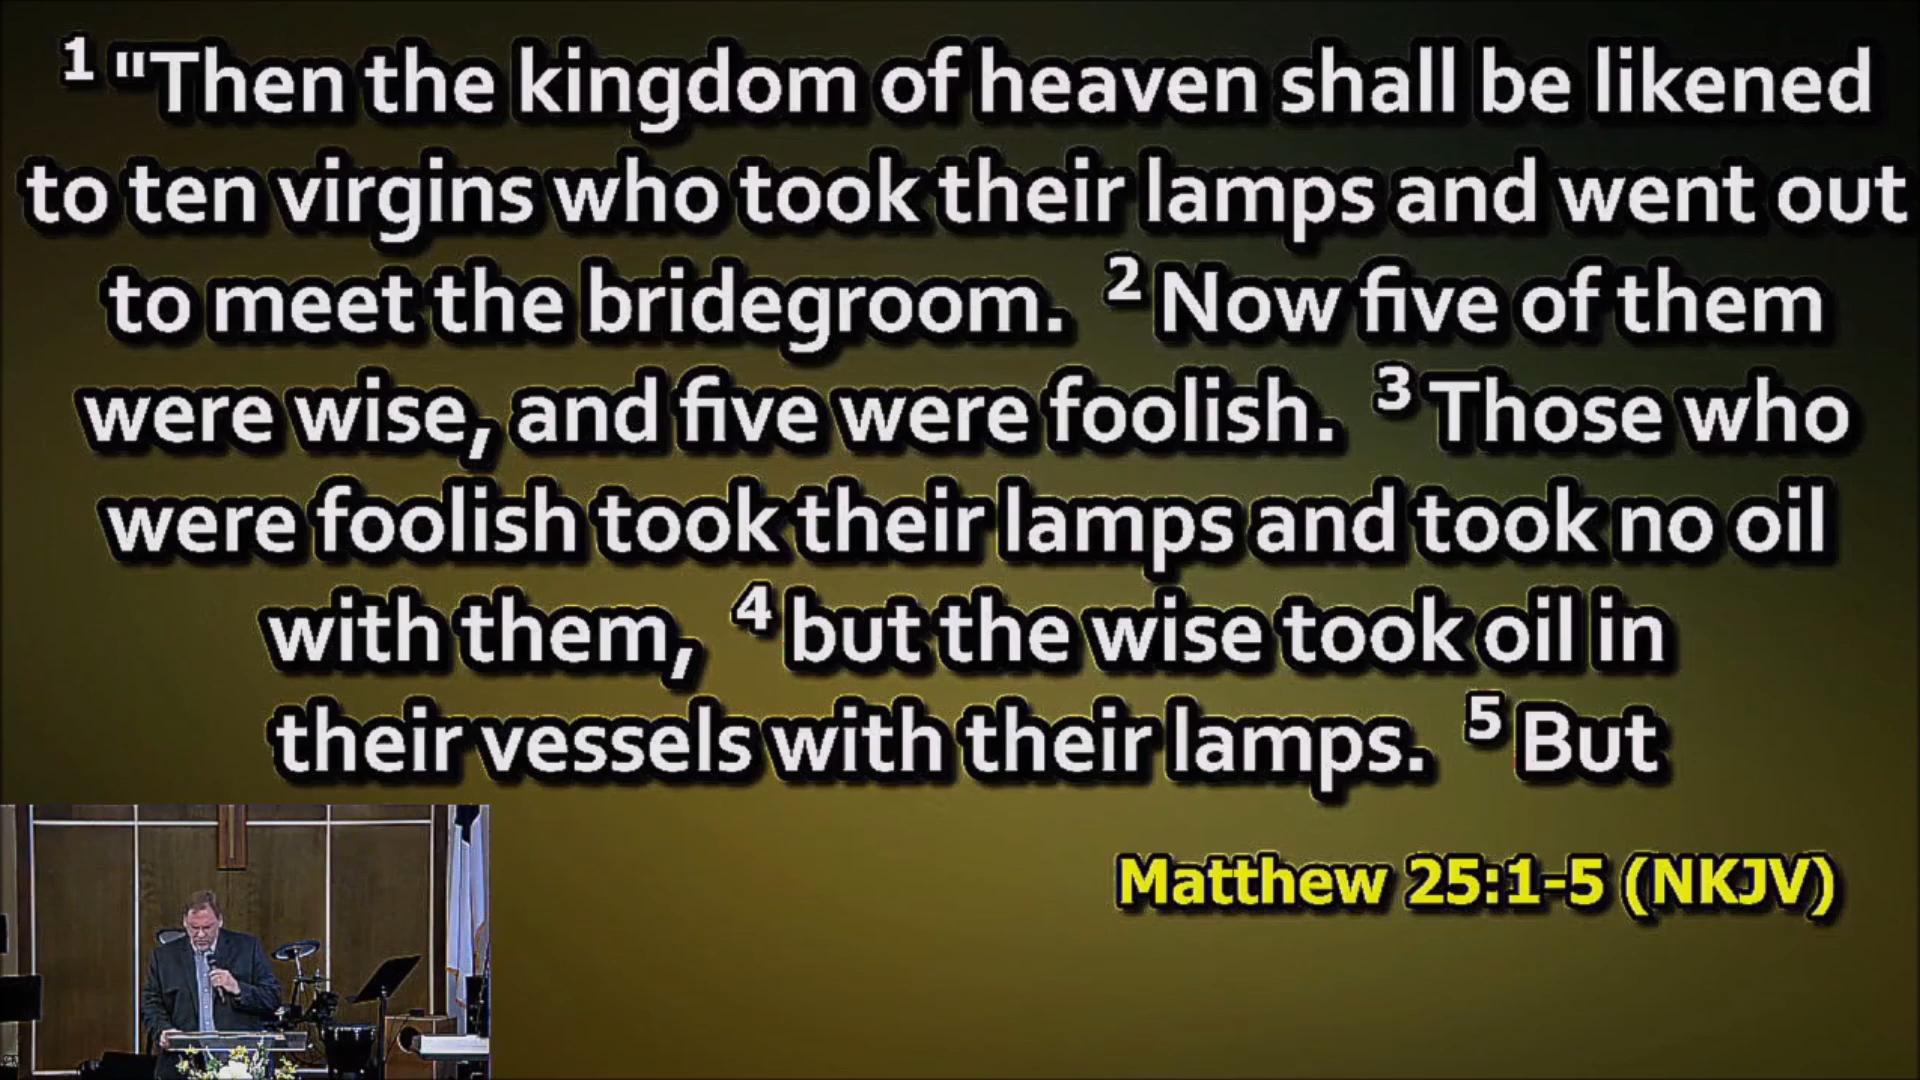 1 "Then the kingdom of heaven shall be likened
to ten virgins who took their lamps and went out
to meet the bridegroom. 2 Now five of them
were wise, and five were foolish. 3 Those who
were foolish took their lamps and took no oil
with them, 4 but the wise took oil in
their vessels with their lamps. 5 But
Matthew 25:1-5 (NKJV)